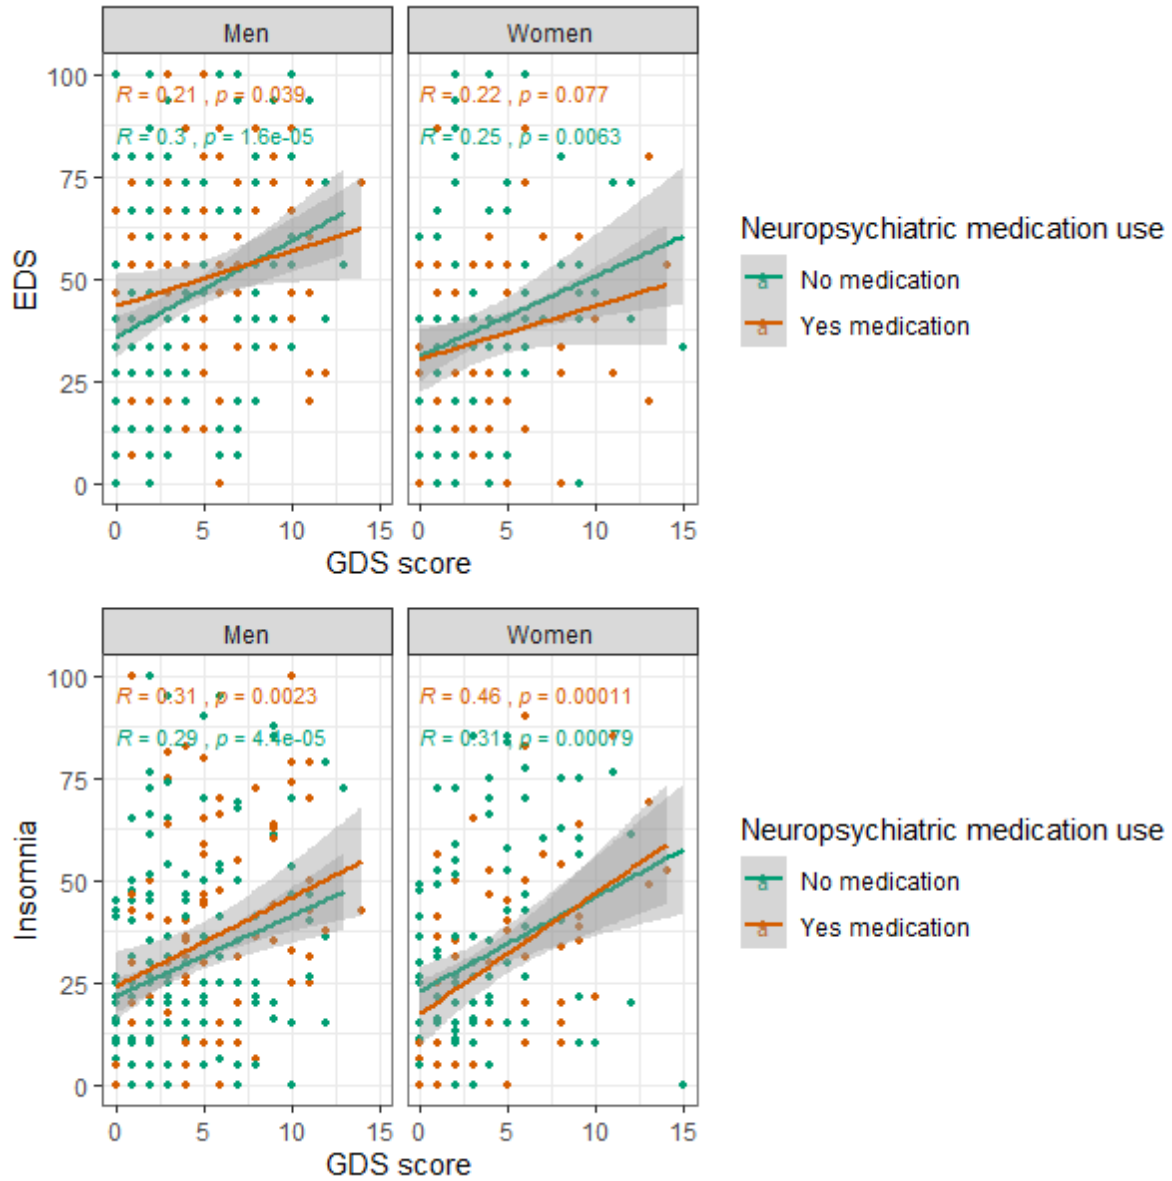 Men
Women
100
75
50
25
0
EDS
R = 0.21 , p = 0.039
R = 0.3 , p = 1.6e-05
R = 0.22 , p = 0.077
R = 0.25 , p = 0.0063
0 5 10 15
0 5 10 15
GDS score
Neuropsychiatric medication use
a No medication
a Yes medication
Men
Women
100
75
50
25
0
Insomnia
R = 0.31 , p = 0.0023
R = 0.29 , p = 4.4e-05
R = 0.46 , p = 0.00011
R = 0.31 , p = 0.00079
0 5 10 15
0 5 10 15
GDS score
Neuropsychiatric medication use
a No medication
a Yes medication